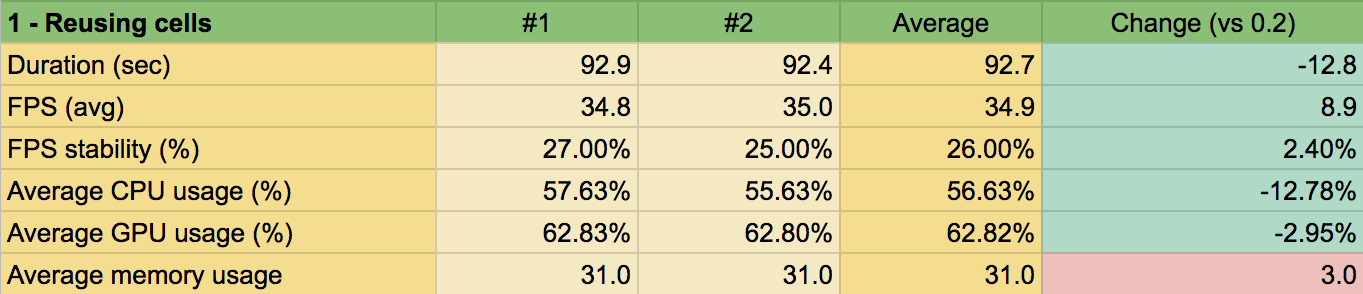 1 - Reusing cells #1 #2 Average Change (vs 0.2)
Duration (sec) 92.9 92.4 92.7 -12.8
FPS (avg) 34.8 35.0 34.9 8.9
FPS stability (%) 27.00% 25.00% 26.00% 2.40%
Average CPU usage (%) 57.63% 55.63% 56.63% -12.78%
Average GPU usage (%) 62.83% 62.80% 62.82% -2.95%
Average memory usage 31.0 31.0 31.0 3.0